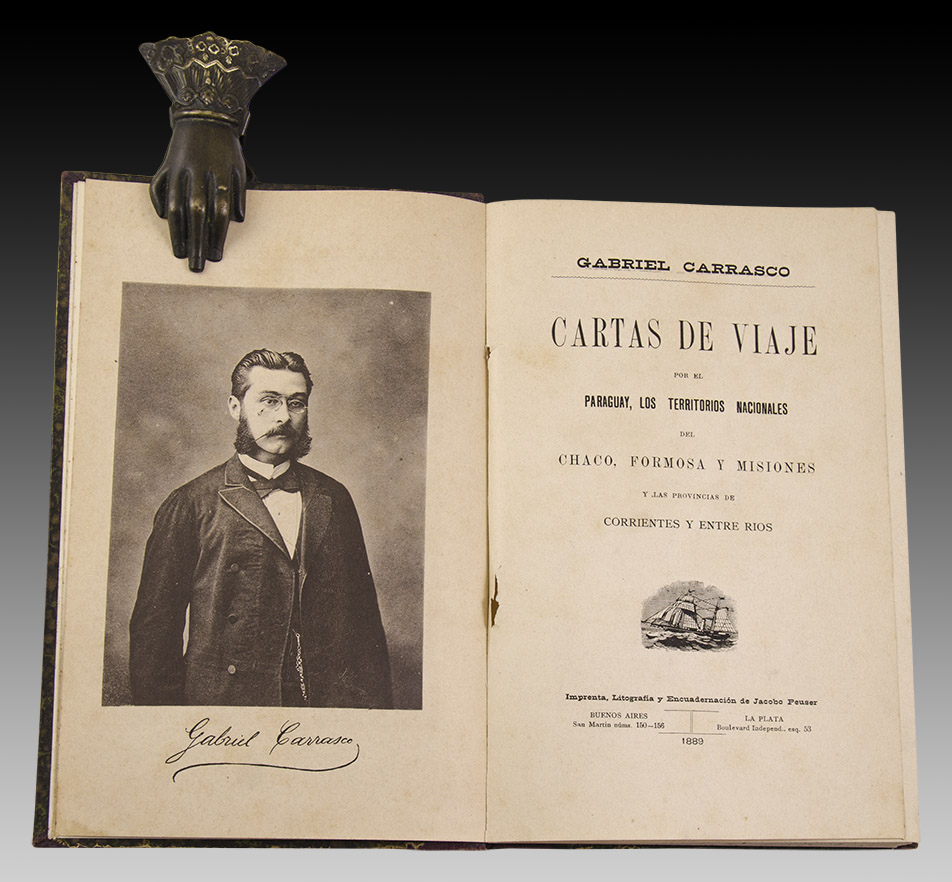 Gabriel Carrasco
GABRIEL CARRASCO
CARTAS DE VIAJE
POR EL
PARAGUAY, LOS TERRITORIOS NACIONALES
DEL
CHACO, FORMOSA Y MISIONES
Y LAS PROVINCIAS DE
CORRIENTES Y ENTRE RIOS
Imprenta, Litografía y Encuadernación de Jacobo Peuser
BUENOS AIRES
San Martin núms. 150—156
LA PLATA
Boulevard Independ., esq. 53
1889